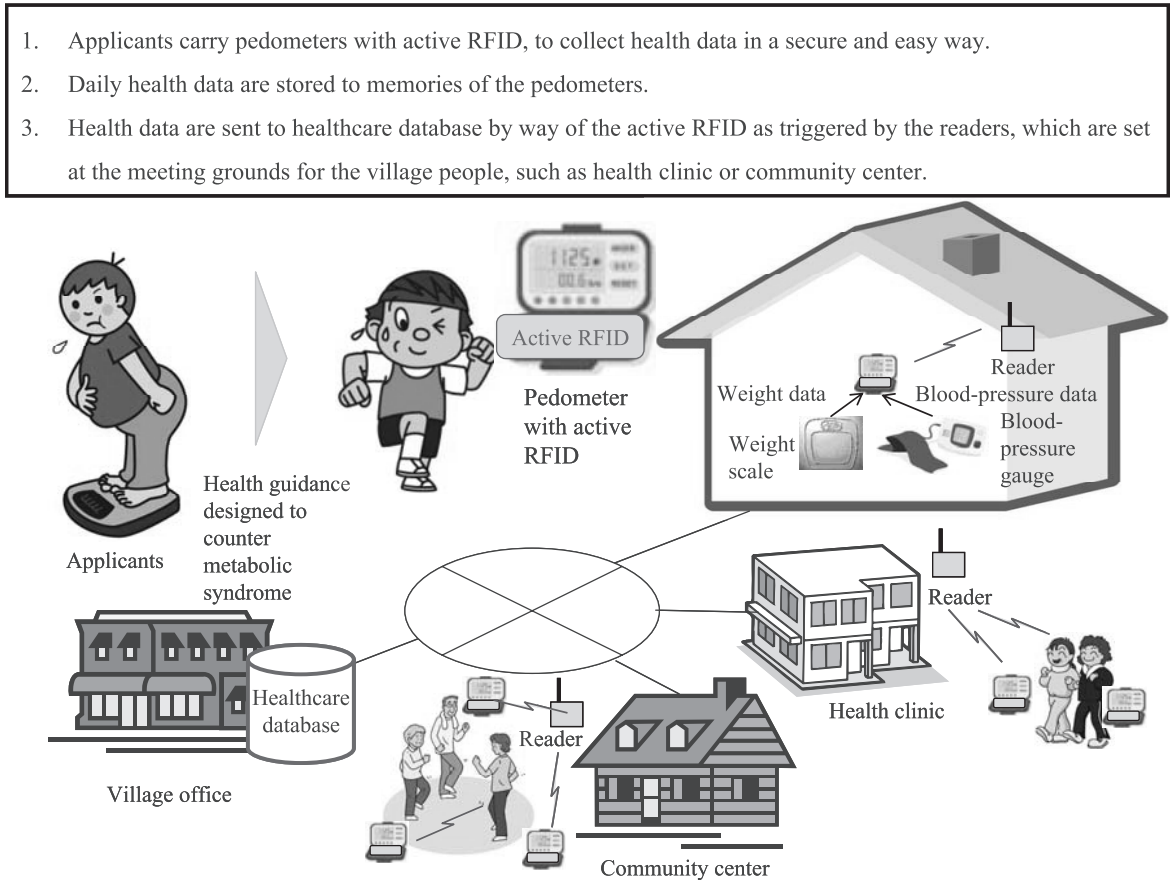 1. Applicants carry pedometers with active RFID, to collect health data in a secure and easy way.
2. Daily health data are stored to memories of the pedometers.
3. Health data are sent to healthcare database by way of the active RFID as triggered by the readers, which are set
at the meeting grounds for the village people, such as health clinic or community center.
1125
Active RFID
Pedometer
with active
RFID
Reader
Weight data
Blood-pressure data
Weight
scale
Blood-
pressure
gauge
Applicants
Health guidance
designed to
counter
metabolic
syndrome
Reader
Health clinic
Healthcare
database
Village office
Reader
Community center